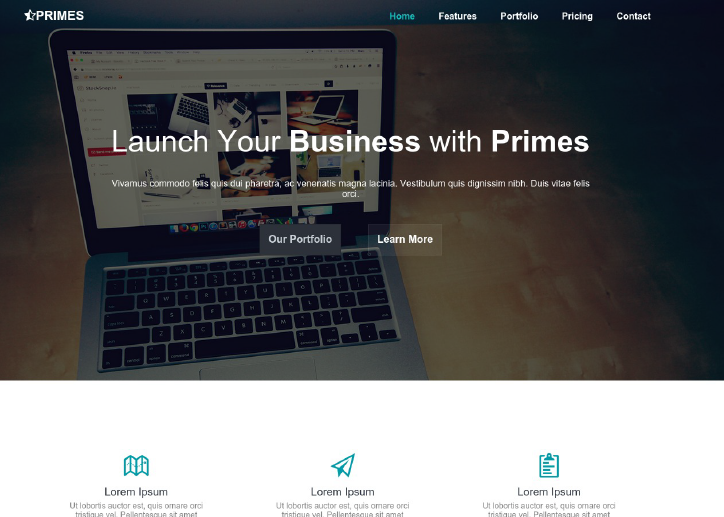 PRIMES
Home Features Portfolio Pricing Contact
Launch Your Business with Primes
Vivamus commodo felis quis dui pharetra, ac venenatis magna lacinia. Vestibulum quis dignissim nibh. Duis vitae felis
orci.
Our Portfolio Learn More
Lorem Ipsum Lorem Ipsum Lorem Ipsum
Ut lobortis auctor est, quis ornare orci Ut lobortis auctor est, quis ornare orci Ut lobortis auctor est, quis ornare orci
tristique vel. Pellentesque sit amet tristique vel. Pellentesque sit amet tristique vel. Pellentesque sit amet